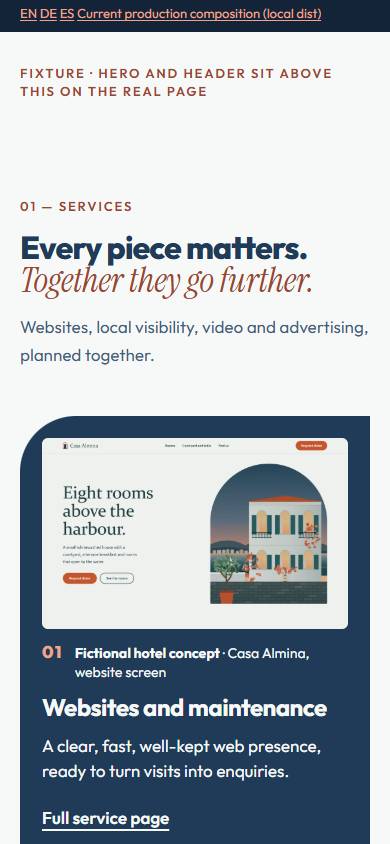 EN DE ES Current production composition (local dist)
FIXTURE · HERO AND HEADER SIT ABOVE
THIS ON THE REAL PAGE
01 — SERVICES
Every piece matters.
Together they go further.
Websites, local visibility, video and advertising,
planned together.
Casa Almina
Eight rooms
above the
harbour.
01 Fictional hotel concept · Casa Almina,
website screen
Websites and maintenance
A clear, fast, well-kept web presence,
ready to turn visits into enquiries.
Full service page